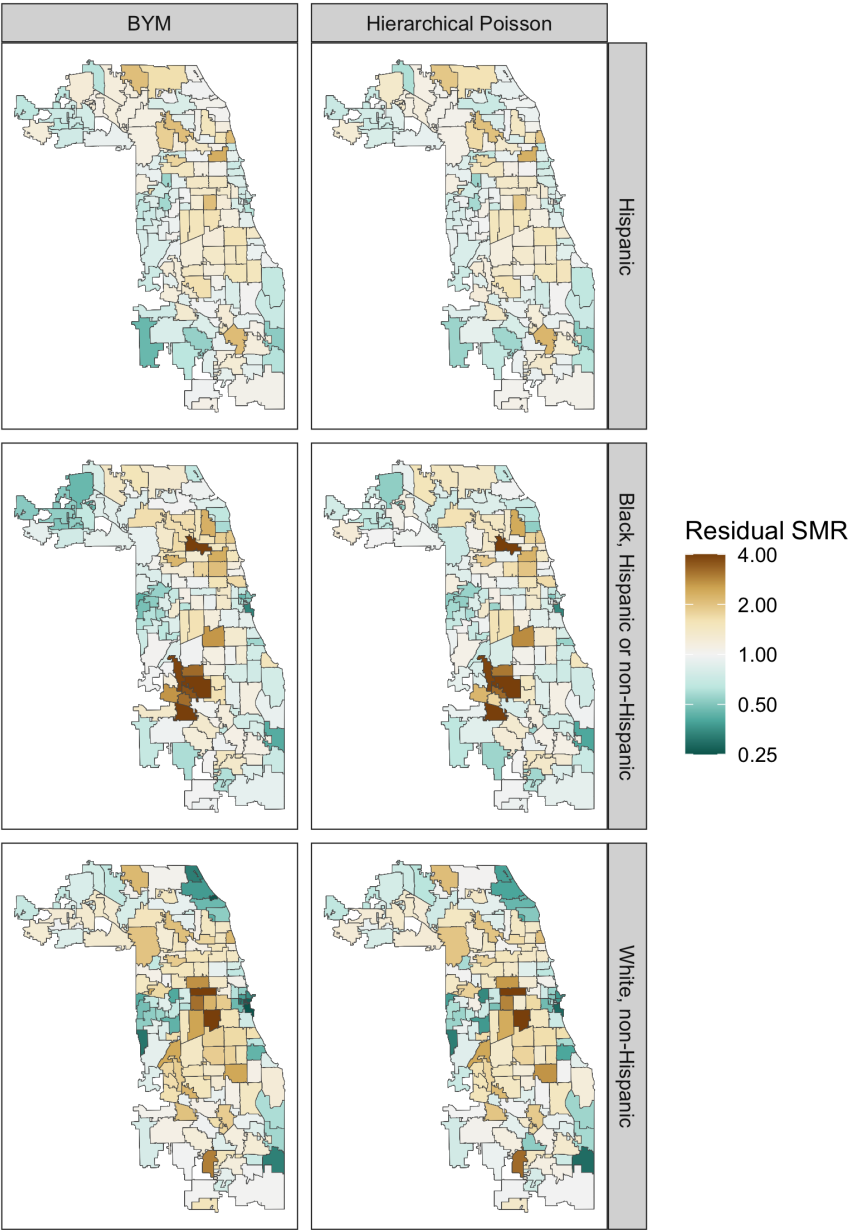 BYM
Hierarchical Poisson
Hispanic
Black, Hispanic or non-Hispanic
White, non-Hispanic
Residual SMR
4.00
2.00
1.00
0.50
0.25